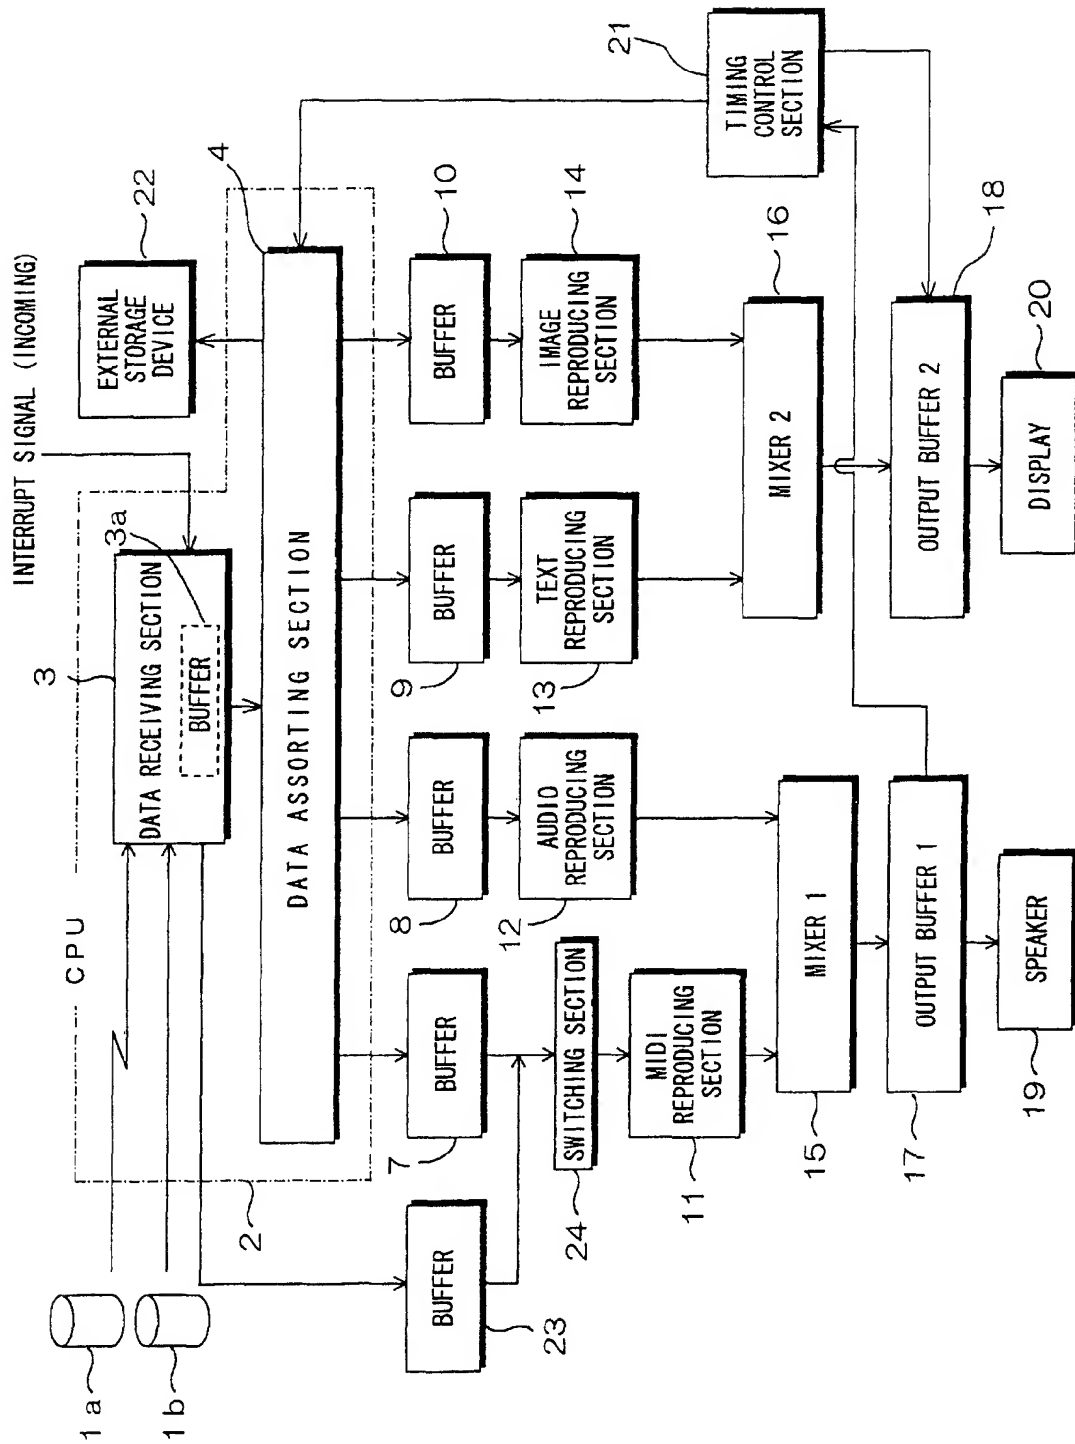 INTERRUPT SIGNAL (INCOMING)
CPU
1a
1b
2
3
DATA RECEIVING SECTION
BUFFER
3a
EXTERNAL
STORAGE
DEVICE
22
4
DATA ASSORTING SECTION
TIMING
CONTROL
SECTION
21
BUFFER
23
BUFFER
7
BUFFER
8
BUFFER
9
BUFFER
10
SWITCHING SECTION
24
MIDI
REPRODUCING
SECTION
11
AUDIO
REPRODUCING
SECTION
12
TEXT
REPRODUCING
SECTION
13
IMAGE
REPRODUCING
SECTION
14
MIXER 1
15
MIXER 2
16
OUTPUT BUFFER 1
17
OUTPUT BUFFER 2
18
SPEAKER
19
DISPLAY
20